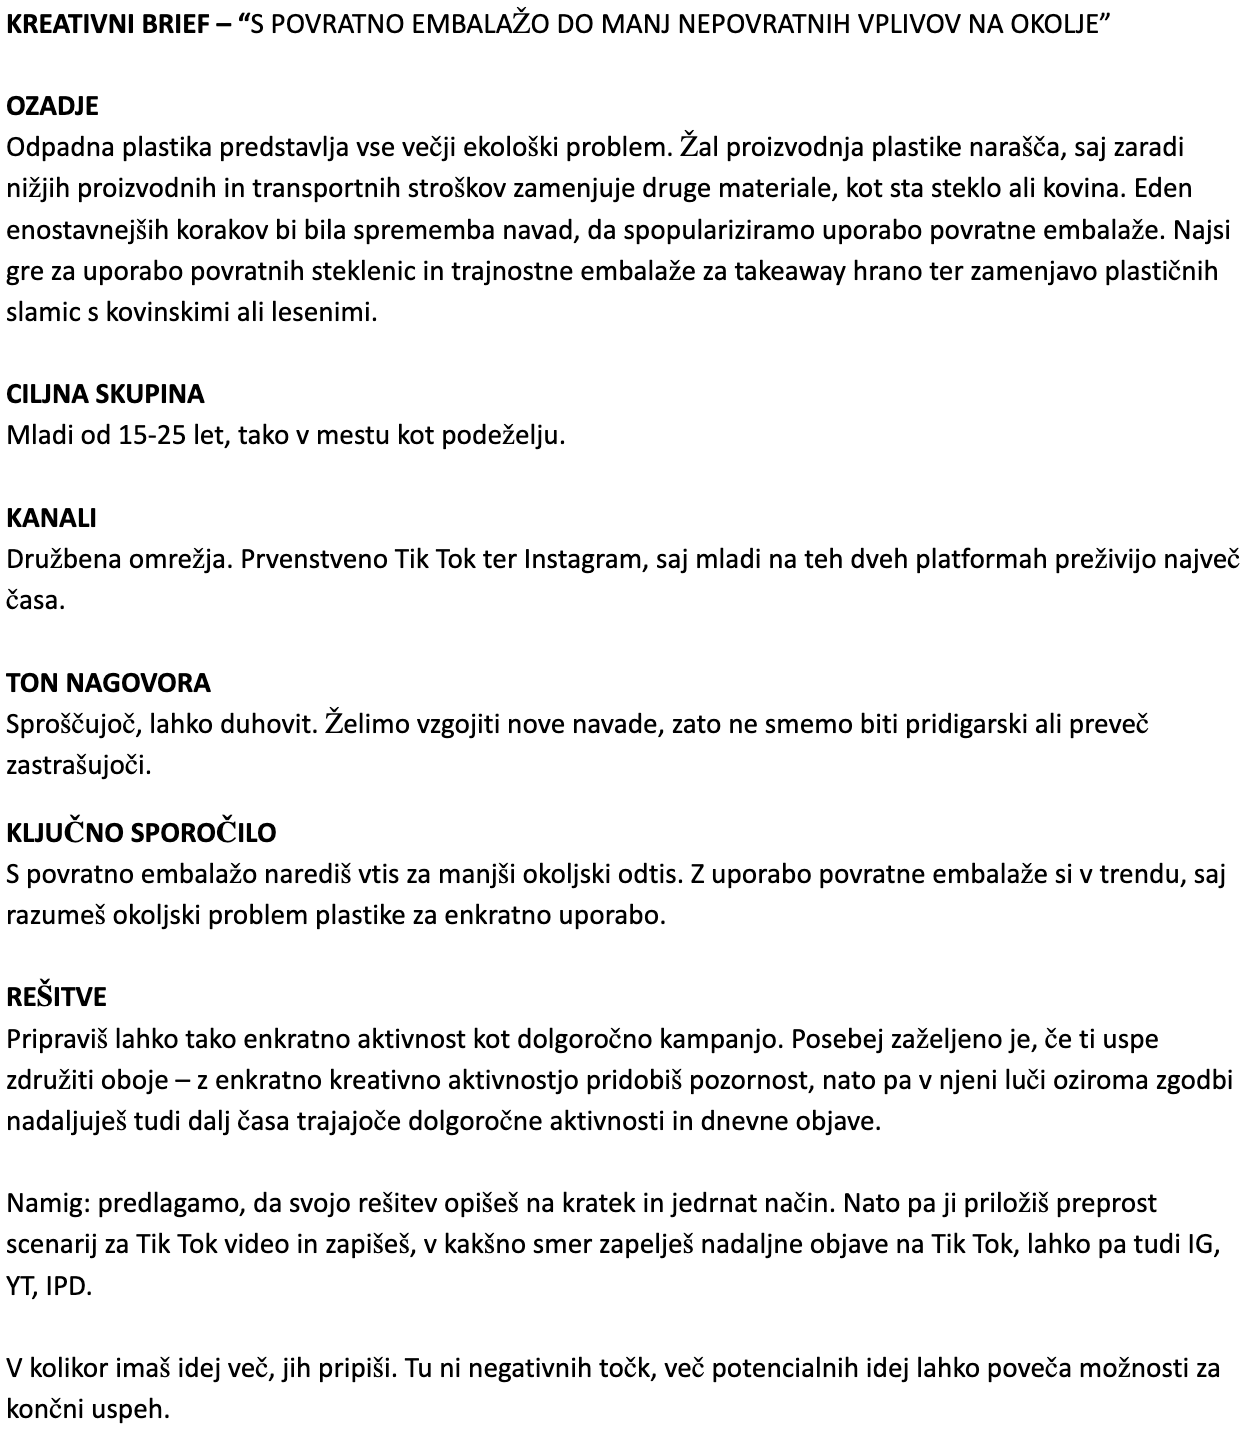 KREATIVNI BRIEF – “S POVRATNO EMBALAŽO DO MANJ NEPOVRATNIH VPLIVOV NA OKOLJE”
OZADJE
Odpadna plastika predstavlja vse večji ekološki problem. Žal proizvodnja plastike narašča, saj zaradi
nižjih proizvodnih in transportnih stroškov zamenjuje druge materiale, kot sta steklo ali kovina. Eden
enostavnejših korakov bi bila sprememba navad, da spopulariziramo uporabo povratne embalaže. Najsi
gre za uporabo povratnih steklenic in trajnostne embalaže za takeaway hrano ter zamenjavo plastičnih
slamic s kovinskimi ali lesenimi.
CILJNA SKUPINA
Mladi od 15-25 let, tako v mestu kot podeželju.
KANALI
Družbena omrežja. Prvenstveno Tik Tok ter Instagram, saj mladi na teh dveh platformah preživijo največ
časa.
TON NAGOVORA
Sproščujoč, lahko duhovit. Želimo vzgojiti nove navade, zato ne smemo biti pridigarski ali preveč
zastrašujoči.
KLJUČNO SPOROČILO
S povratno embalažo narediš vtis za manjši okoljski odtis. Z uporabo povratne embalaže si v trendu, saj
razumeš okoljski problem plastike za enkratno uporabo.
REŠITVE
Pripraviš lahko tako enkratno aktivnost kot dolgoročno kampanjo. Posebej zaželjeno je, če ti uspe
združiti oboje – z enkratno kreativno aktivnostjo pridobiš pozornost, nato pa v njeni luči oziroma zgodbi
nadaljuješ tudi dalj časa trajajoče dolgoročne aktivnosti in dnevne objave.
Namig: predlagamo, da svojo rešitev opišeš na kratek in jedrnat način. Nato pa ji priložiš preprost
scenarij za Tik Tok video in zapišeš, v kakšno smer zapelješ nadaljne objave na Tik Tok, lahko pa tudi IG,
YT, IPD.
V kolikor imaš idej več, jih pripiši. Tu ni negativnih točk, več potencialnih idej lahko poveča možnosti za
končni uspeh.